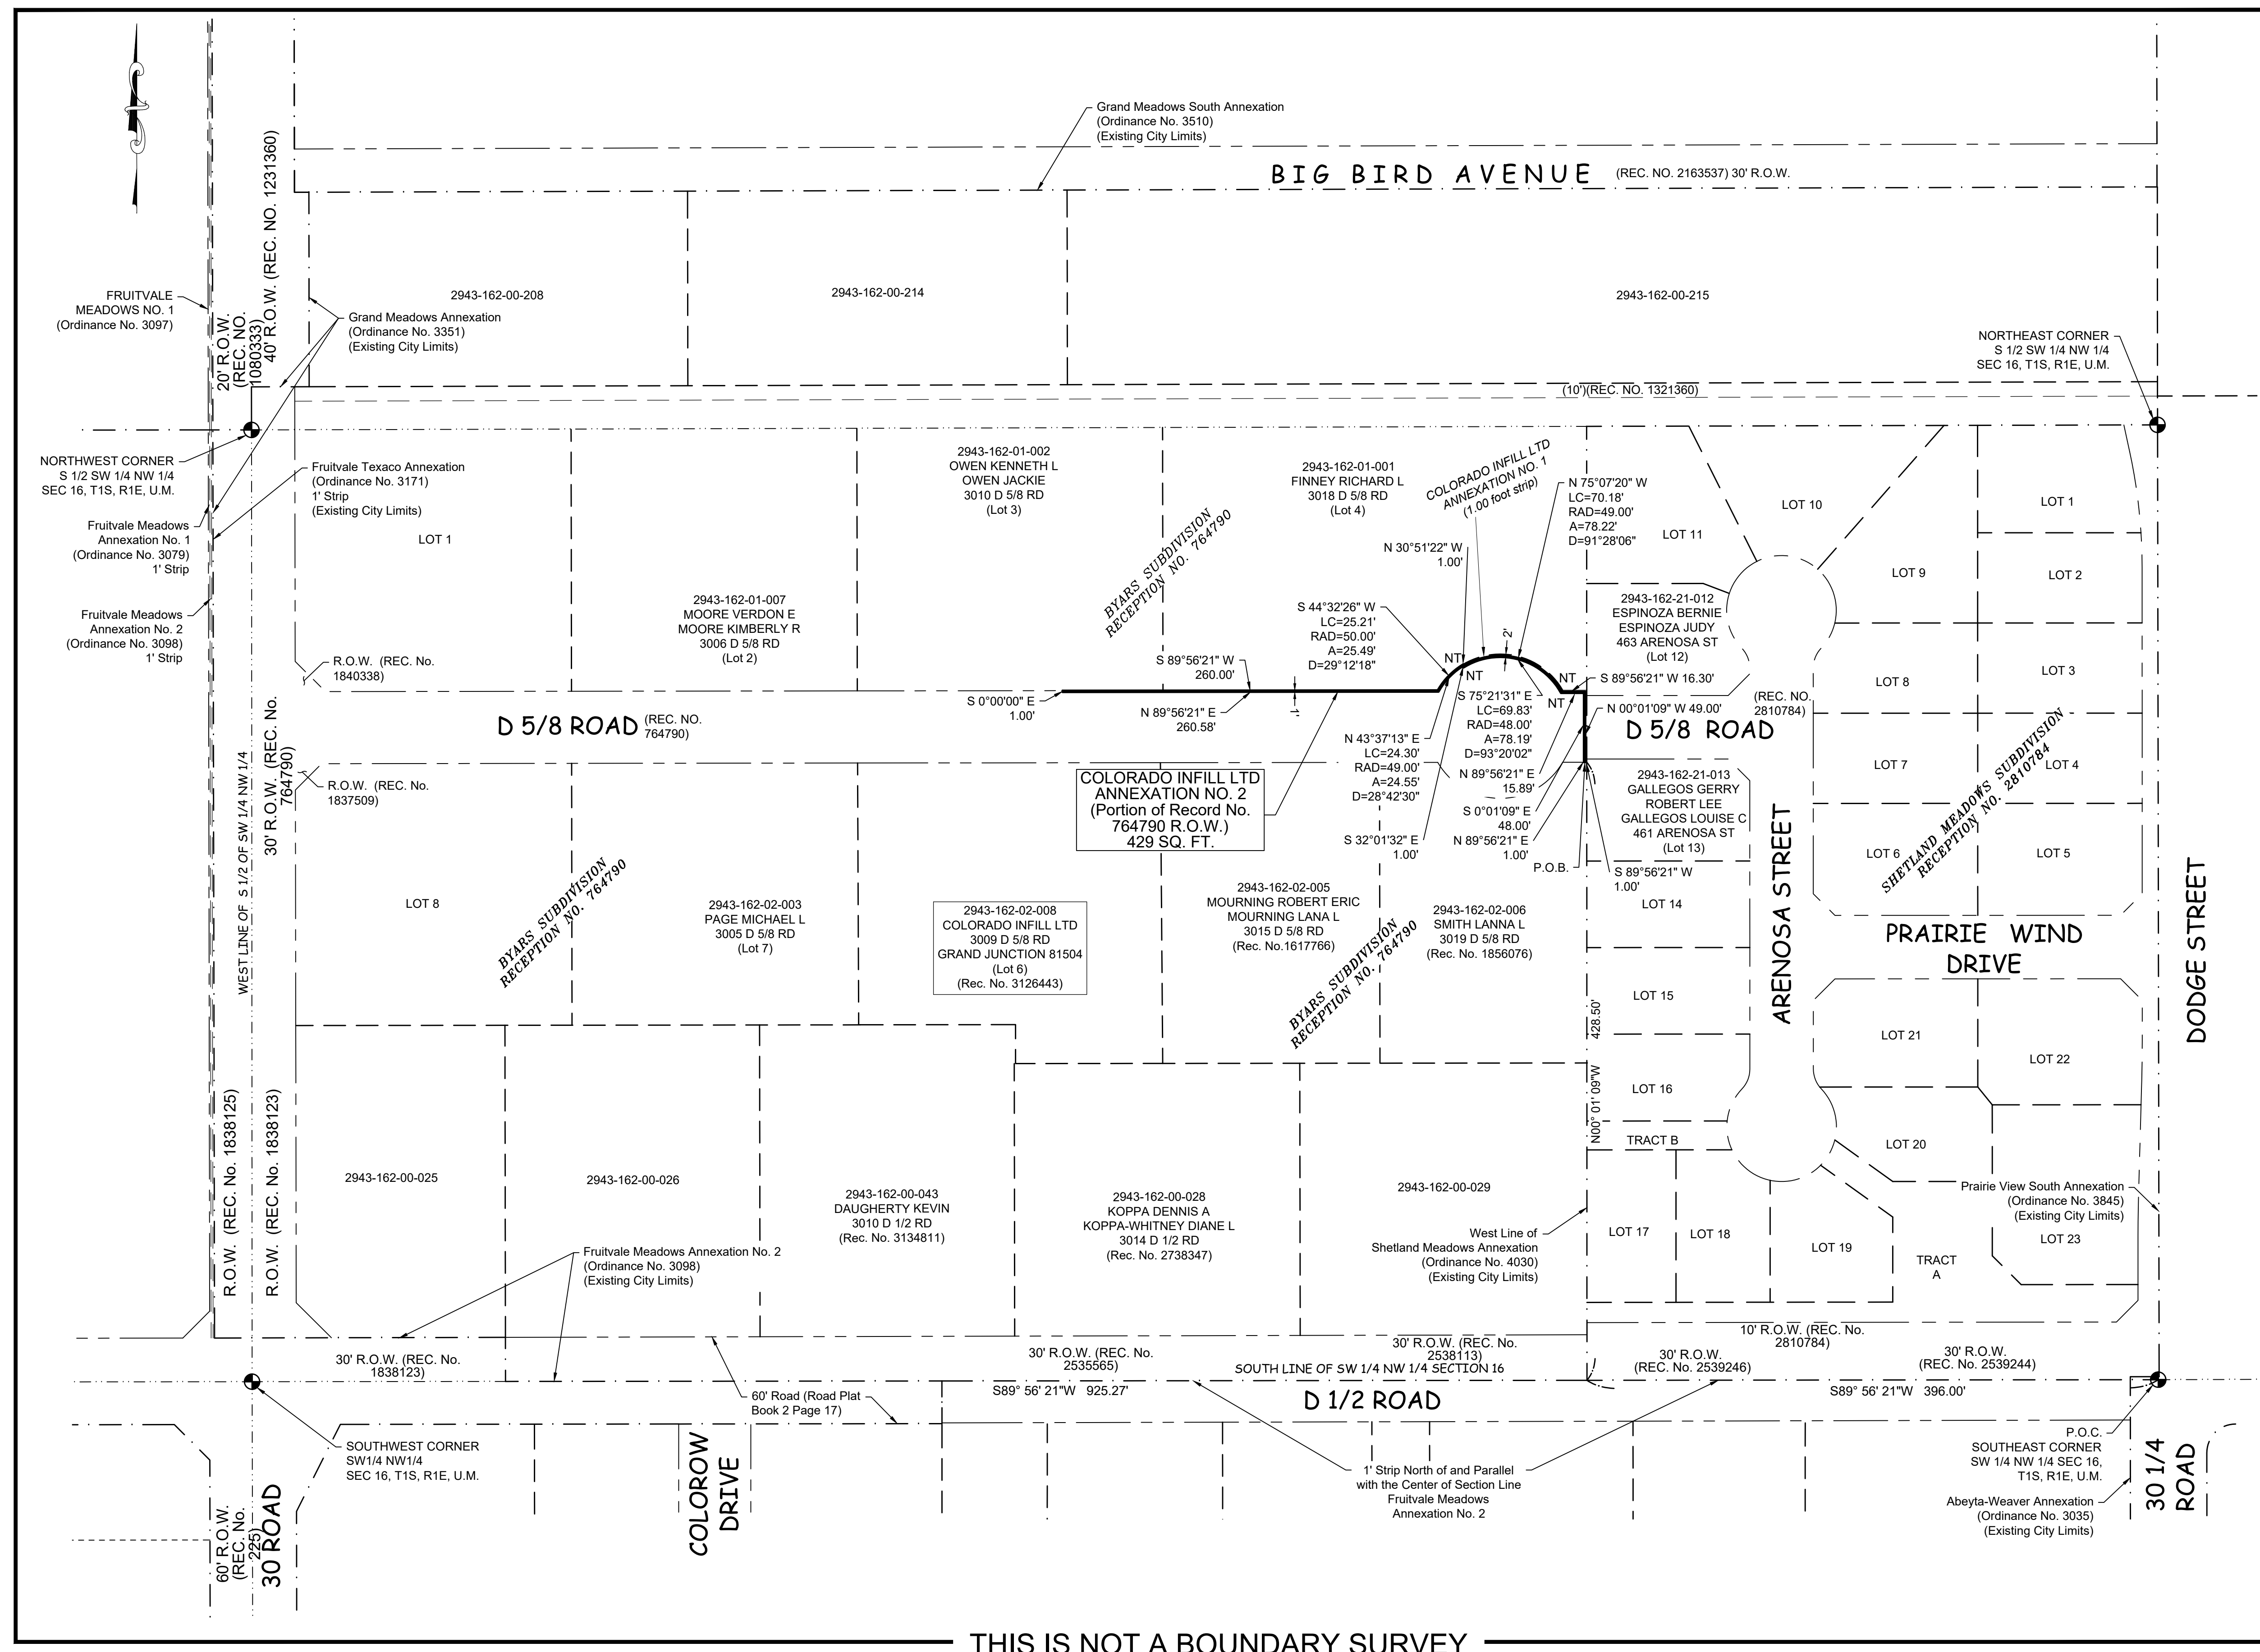 Grand Meadows South Annexation
(Ordinance No. 3510)
(Existing City Limits)
BIG BIRD AVENUE (REC. NO. 2163537) 30' R.O.W.
40' R.O.W. (REC. NO. 1231360)
20' R.O.W.
(REC. NO.
1080333)
FRUITVALE
MEADOWS NO. 1
(Ordinance No. 3097)
Grand Meadows Annexation
(Ordinance No. 3351)
(Existing City Limits)
2943-162-00-208
2943-162-00-214
2943-162-00-215
NORTHEAST CORNER
S 1/2 SW 1/4 NW 1/4
SEC 16, T1S, R1E, U.M.
(10')(REC. NO. 1321360)
NORTHWEST CORNER
S 1/2 SW 1/4 NW 1/4
SEC 16, T1S, R1E, U.M.
Fruitvale Texaco Annexation
(Ordinance No. 3171)
1' Strip
(Existing City Limits)
Fruitvale Meadows
Annexation No. 1
(Ordinance No. 3079)
1' Strip
Fruitvale Meadows
Annexation No. 2
(Ordinance No. 3098)
1' Strip
LOT 1
2943-162-01-007
MOORE VERDON E
MOORE KIMBERLY R
3006 D 5/8 RD
(Lot 2)
2943-162-01-002
OWEN KENNETH L
OWEN JACKIE
3010 D 5/8 RD
(Lot 3)
BYARS SUBDIVISION
RECEPTION NO. 764790
2943-162-01-001
FINNEY RICHARD L
3018 D 5/8 RD
(Lot 4)
COLORADO INFILL LTD
ANNEXATION NO. 1
(1.00 foot strip)
N 75°07'20" W
LC=70.18'
RAD=49.00'
A=78.22'
D=91°28'06"
N 30°51'22" W
1.00'
S 44°32'26" W
LC=25.21'
RAD=50.00'
A=25.49'
D=29°12'18"
S 89°56'21" W
260.00'
S 0°00'00" E
1.00'
N 89°56'21" E
260.58'
1'
2'
NT
NT
NT
NT
S 89°56'21" W 16.30'
N 00°01'09" W 49.00'
S 75°21'31" E
LC=69.83'
RAD=48.00'
A=78.19'
D=93°20'02"
N 43°37'13" E
LC=24.30'
RAD=49.00'
A=24.55'
D=28°42'30"
N 89°56'21" E
15.89'
S 0°01'09" E
48.00'
S 32°01'32" E
1.00'
N 89°56'21" E
1.00'
P.O.B.
S 89°56'21" W
1.00'
LOT 11
LOT 10
LOT 1
LOT 9
LOT 2
2943-162-21-012
ESPINOZA BERNIE
ESPINOZA JUDY
463 ARENOSA ST
(Lot 12)
LOT 8
LOT 3
(REC. NO.
2810784)
D 5/8 ROAD
SHETLAND MEADOWS SUBDIVISION
RECEPTION NO. 2810784
LOT 7
LOT 4
LOT 6
LOT 5
2943-162-21-013
GALLEGOS GERRY
ROBERT LEE
GALLEGOS LOUISE C
461 ARENOSA ST
(Lot 13)
R.O.W. (REC. No.
1840338)
D 5/8 ROAD (REC. NO.
764790)
R.O.W. (REC. No.
1837509)
WEST LINE OF S 1/2 OF SW 1/4 NW 1/4
30' R.O.W. (REC. No.
764790)
COLORADO INFILL LTD
ANNEXATION NO. 2
(Portion of Record No.
764790 R.O.W.)
429 SQ. FT.
LOT 8
BYARS SUBDIVISION
RECEPTION NO. 764790
2943-162-02-003
PAGE MICHAEL L
3005 D 5/8 RD
(Lot 7)
2943-162-02-008
COLORADO INFILL LTD
3009 D 5/8 RD
GRAND JUNCTION 81504
(Lot 6)
(Rec. No. 3126443)
2943-162-02-005
MOURNING ROBERT ERIC
MOURNING LANA L
3015 D 5/8 RD
(Rec. No.1617766)
BYARS SUBDIVISION
RECEPTION NO. 764790
2943-162-02-006
SMITH LANNA L
3019 D 5/8 RD
(Rec. No. 1856076)
LOT 14
LOT 15
LOT 16
TRACT B
N00° 01' 09"W 428.50'
ARENOSA STREET
PRAIRIE WIND
DRIVE
DODGE STREET
LOT 21
LOT 22
LOT 20
LOT 17
LOT 18
LOT 19
TRACT
A
LOT 23
Prairie View South Annexation
(Ordinance No. 3845)
(Existing City Limits)
R.O.W. (REC. No. 1838125)
R.O.W. (REC. No. 1838123)
2943-162-00-025
2943-162-00-026
2943-162-00-043
DAUGHERTY KEVIN
3010 D 1/2 RD
(Rec. No. 3134811)
2943-162-00-028
KOPPA DENNIS A
KOPPA-WHITNEY DIANE L
3014 D 1/2 RD
(Rec. No. 2738347)
2943-162-00-029
West Line of
Shetland Meadows Annexation
(Ordinance No. 4030)
(Existing City Limits)
Fruitvale Meadows Annexation No. 2
(Ordinance No. 3098)
(Existing City Limits)
30' R.O.W. (REC. No.
1838123)
30' R.O.W. (REC. No.
2535565)
30' R.O.W. (REC. No.
2538113)
10' R.O.W. (REC. No.
2810784)
30' R.O.W.
(REC. No. 2539246)
30' R.O.W.
(REC. No. 2539244)
SOUTH LINE OF SW 1/4 NW 1/4 SECTION 16
S89° 56' 21"W 925.27'
D 1/2 ROAD
S89° 56' 21"W 396.00'
60' Road (Road Plat
Book 2 Page 17)
SOUTHWEST CORNER
SW1/4 NW1/4
SEC 16, T1S, R1E, U.M.
60' R.O.W.
(REC. No.
225)
30 ROAD
COLOROW
DRIVE
1' Strip North of and Parallel
with the Center of Section Line
Fruitvale Meadows
Annexation No. 2
P.O.C.
SOUTHEAST CORNER
SW 1/4 NW 1/4 SEC 16,
T1S, R1E, U.M.
Abeyta-Weaver Annexation
(Ordinance No. 3035)
(Existing City Limits)
30 1/4
ROAD
THIS IS NOT A BOUNDARY SURVEY